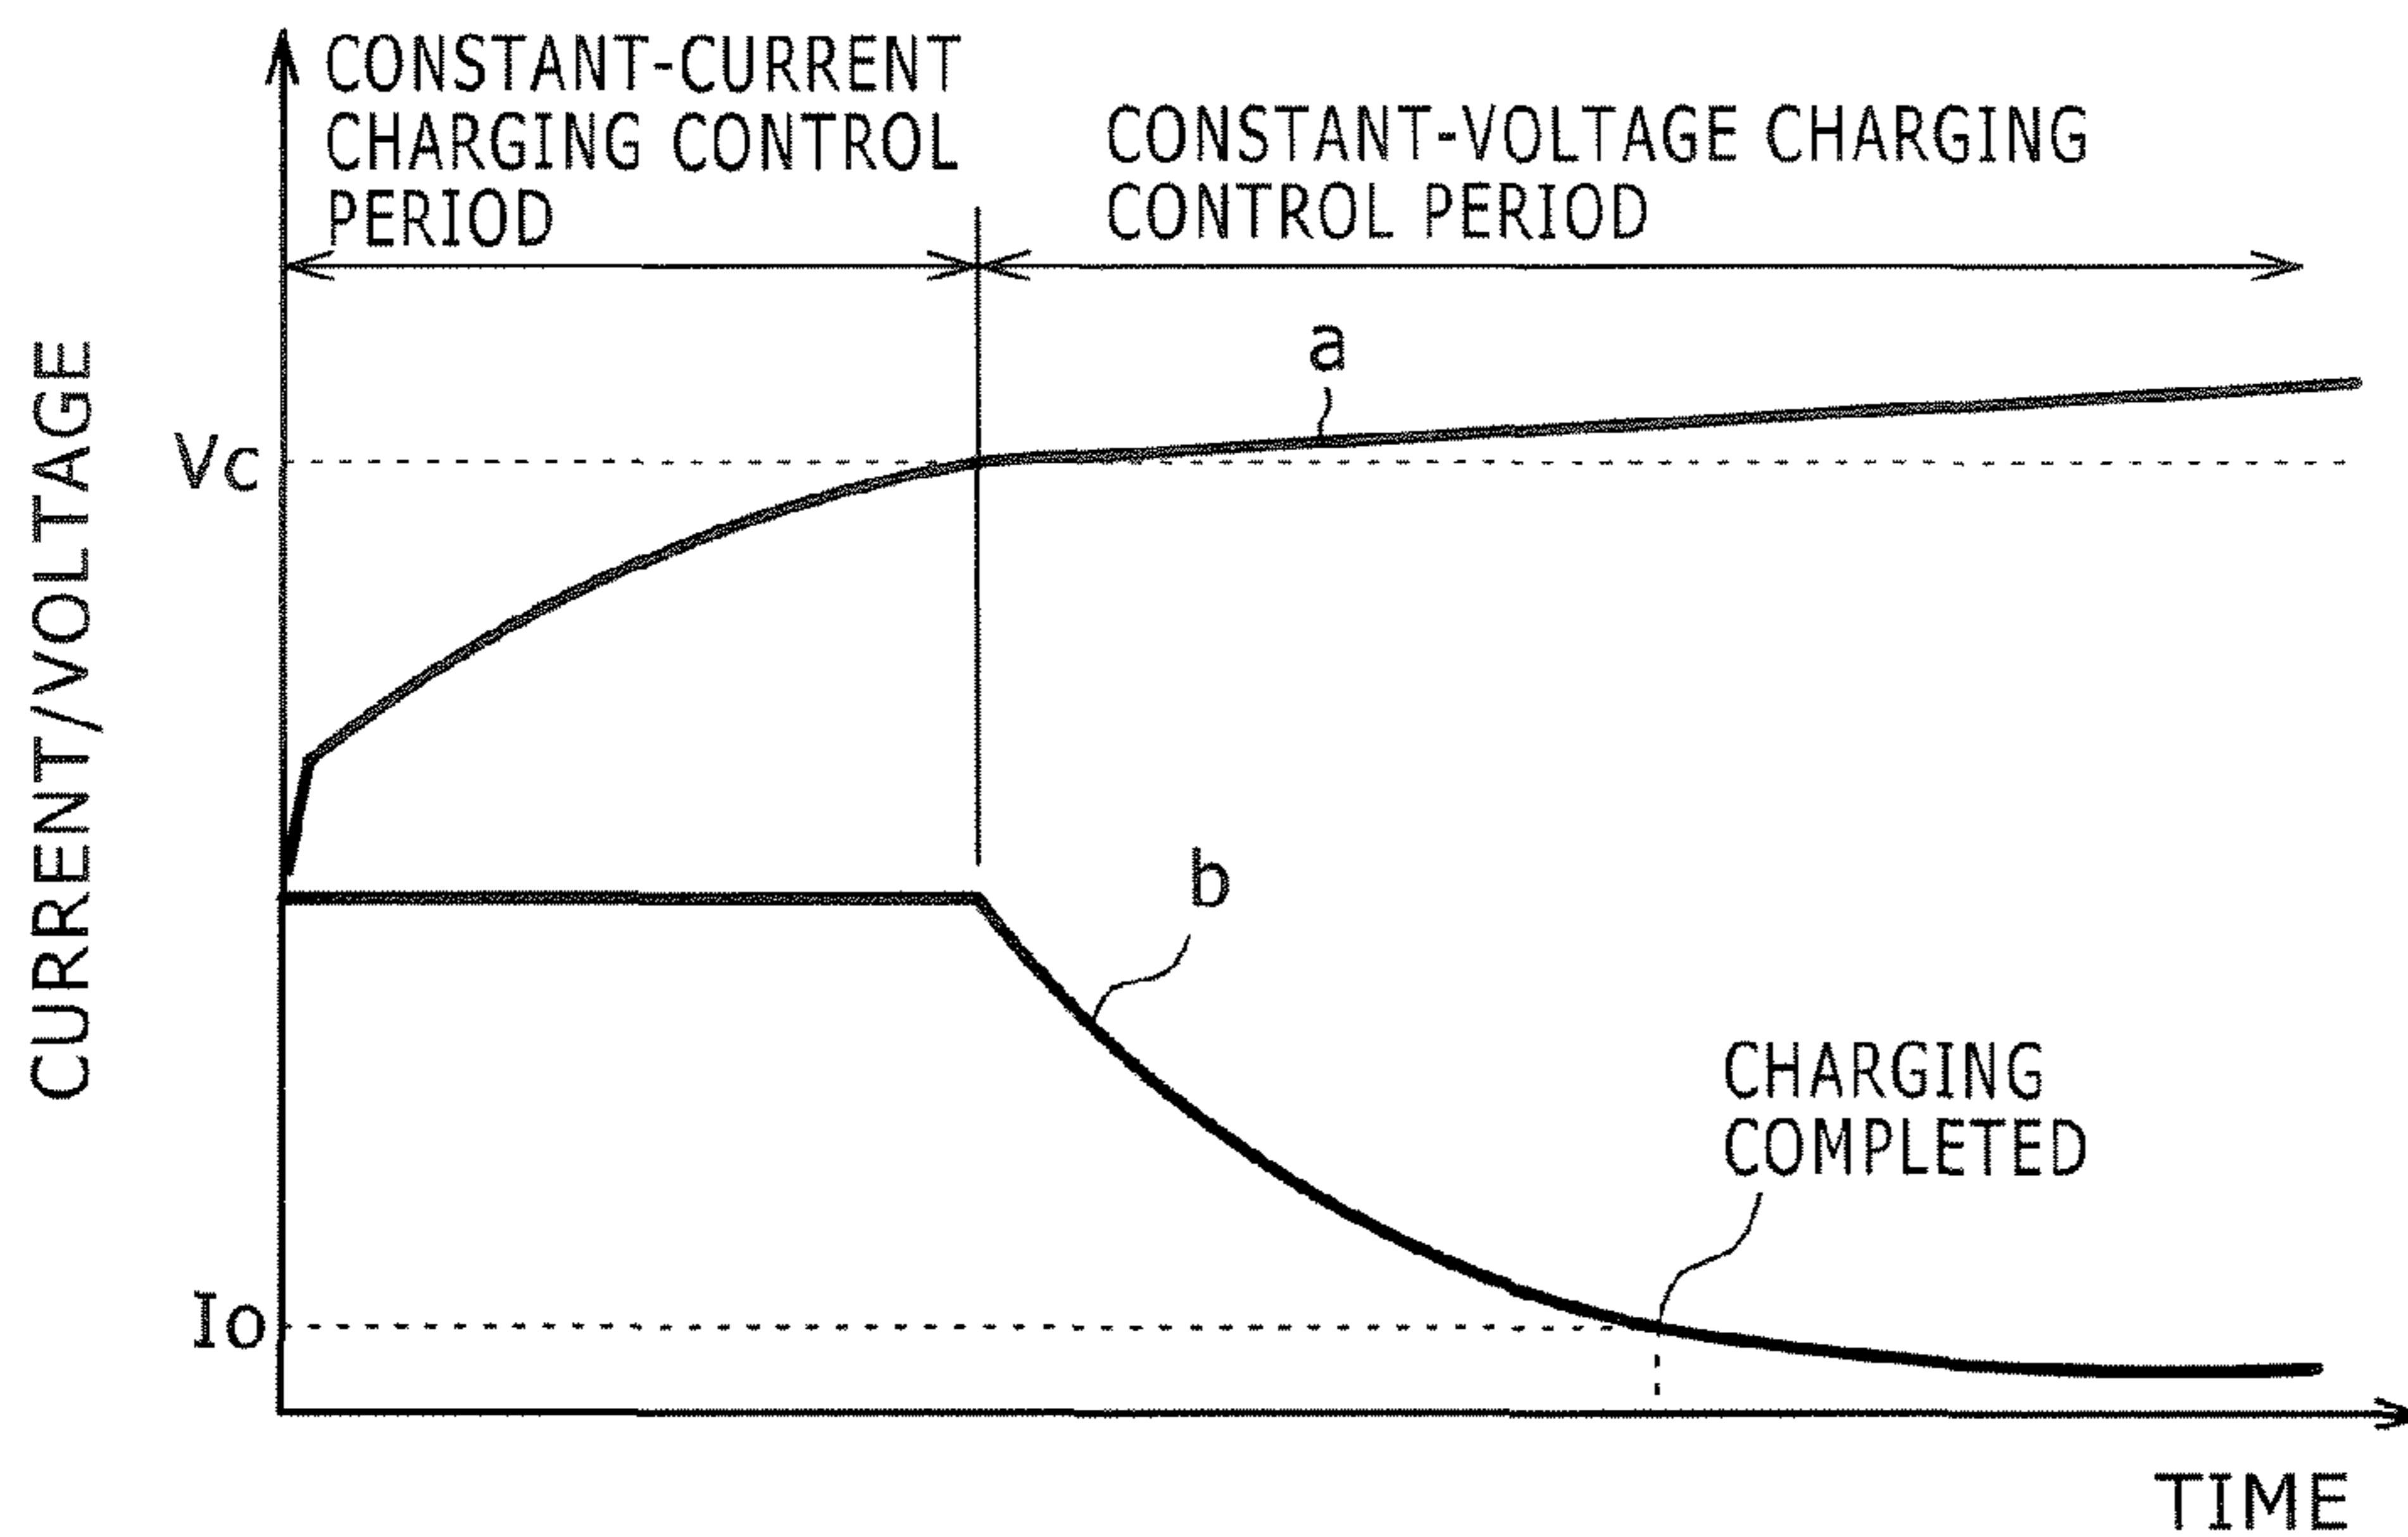 CONSTANT-CURRENT
CHARGING CONTROL
PERIOD
CONSTANT-VOLTAGE CHARGING
CONTROL PERIOD
a
Vc
CURRENT/VOLTAGE
b
CHARGING
COMPLETED
Io
TIME